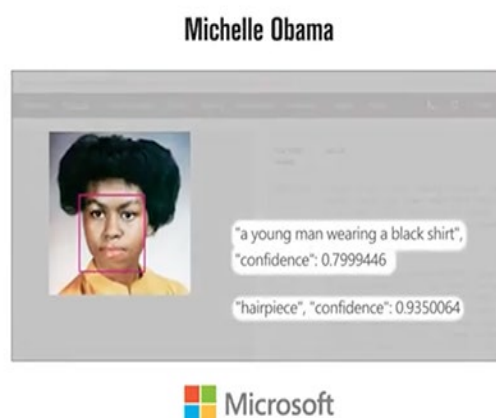 Michelle Obama
"a young man wearing a black shirt",
"confidence": 0.7999446
"hairpiece", "confidence": 0.9350064
Microsoft